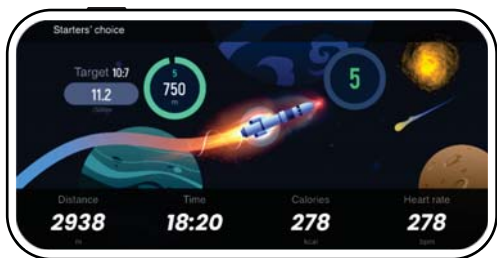 Starters' choice
Target 10:7
11.2
/500m
5
750
m
5
Distance
Time
Calories
Heart rate
2938
18:20
278
278
m
kcal
bpm